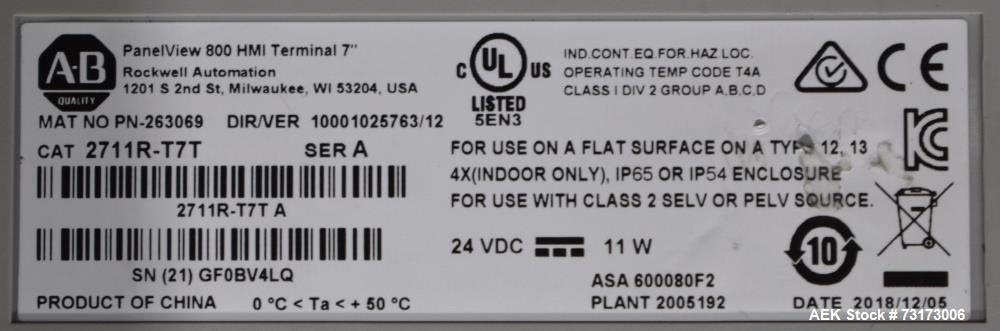 A·B
QUALITY
PanelView 800 HMI Terminal 7"
Rockwell Automation
1201 S 2nd St, Milwaukee, WI 53204, USA
MAT NO PN-263069 DIR/VER 10001025763/12
CAT 2711R-T7T SER A
2711R-T7T A
SN (21) GF0BV4LQ
PRODUCT OF CHINA 0 °C < Ta < + 50 °C
C UL US
LISTED
5EN3
IND.CONT.EQ.FOR.HAZ.LOC.
OPERATING TEMP CODE T4A
CLASS I DIV 2 GROUP A,B,C,D
CE
FOR USE ON A FLAT SURFACE ON A TYPE 12, 13
4X(INDOOR ONLY), IP65 OR IP54 ENCLOSURE
FOR USE WITH CLASS 2 SELV OR PELV SOURCE.
24 VDC 11 W
10
ASA 600080F2
PLANT 2005192
DATE 2018/12/05
AEK Stock # 73173006